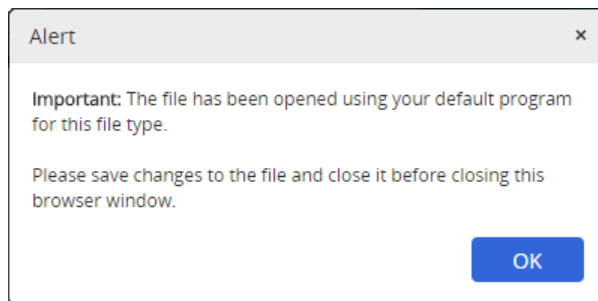 Alert ×
Important: The file has been opened using your default program
for this file type.
Please save changes to the file and close it before closing this
browser window.
OK